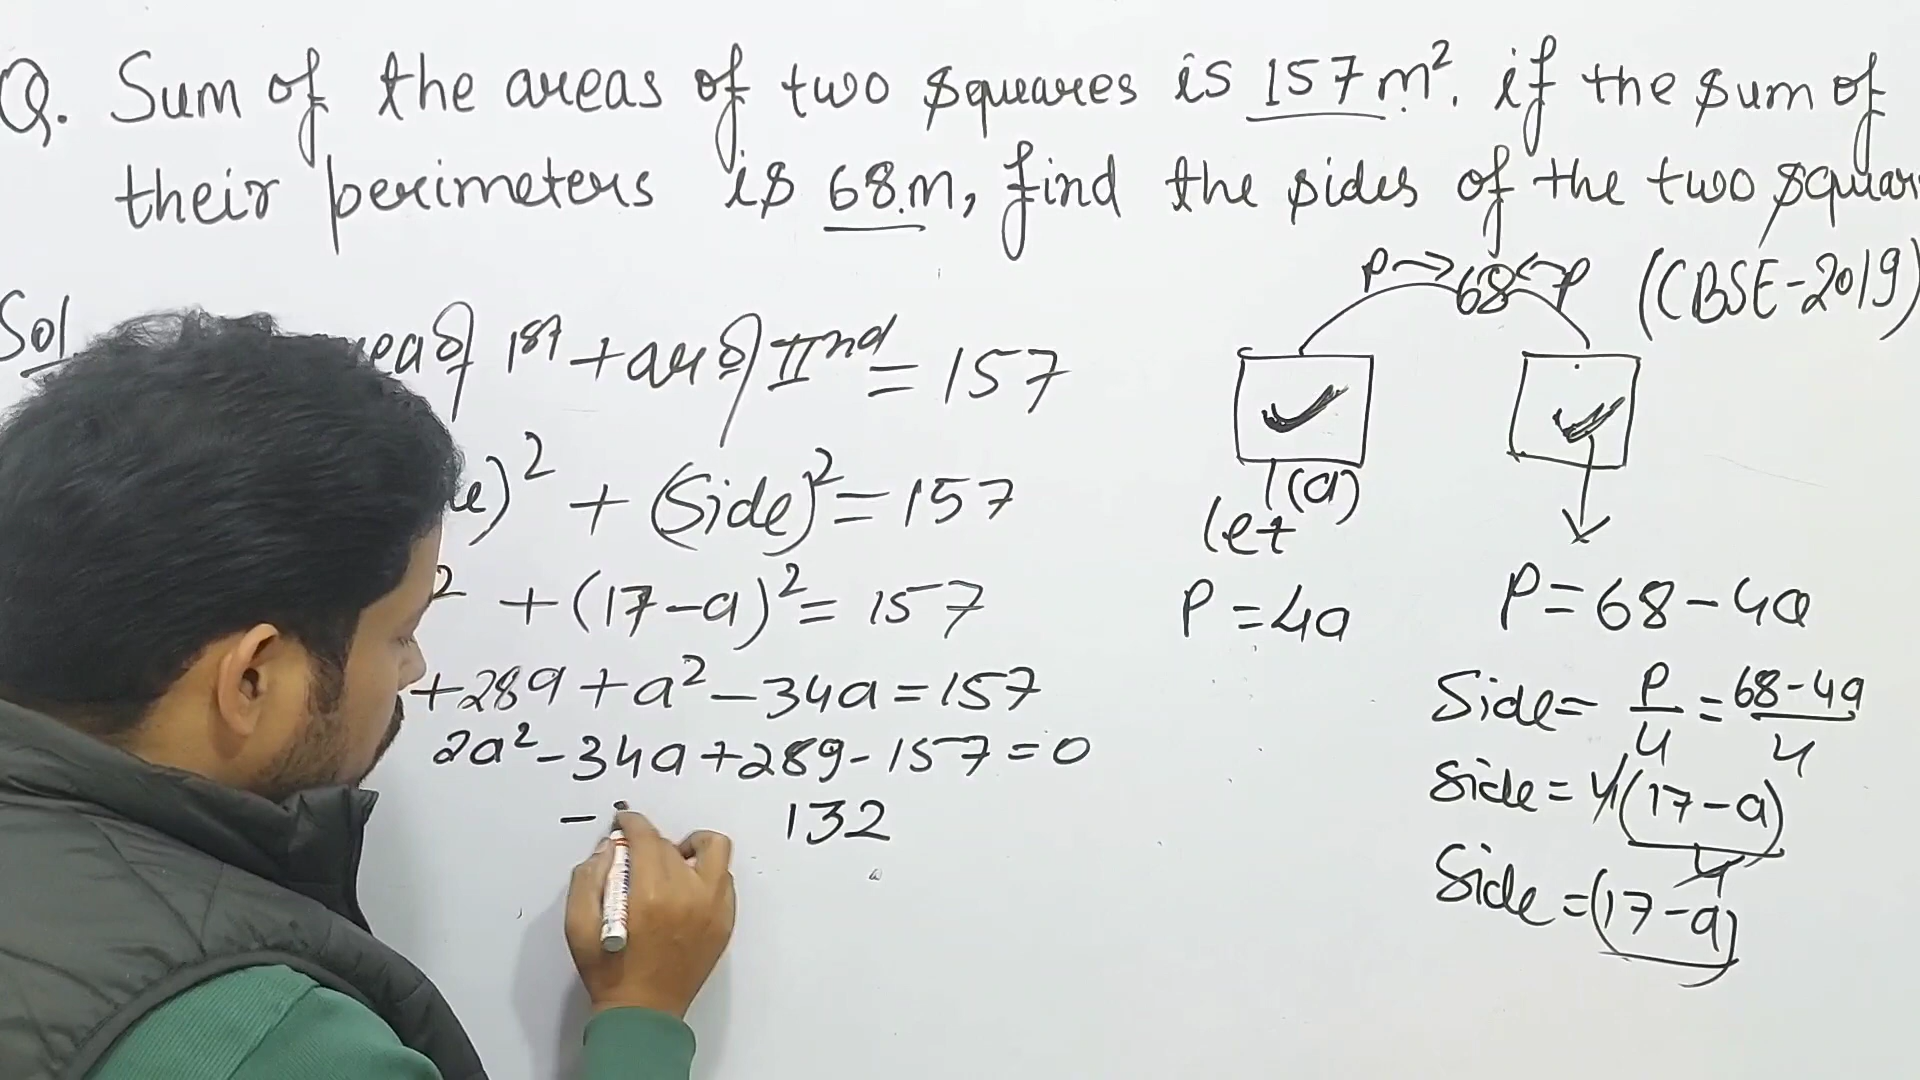 Q. Sum of the areas of two squares is 157 m². if the sum of
their perimeters is 68.m, find the sides of the two squar
P→ 68 ←P (CBSE-2019)
Sol
ea of 1st + ar of IInd = 157
)² + (Side)² = 157
² + (17-a)² = 157
+289 + a² - 34a = 157
2a² - 34a + 289 - 157 = 0
- 132
(a)
let
P = 4a
P = 68 - 4a
Side = P/4 = 68-4a/4
Side = 4(17-a)/4
Side = (17-a)